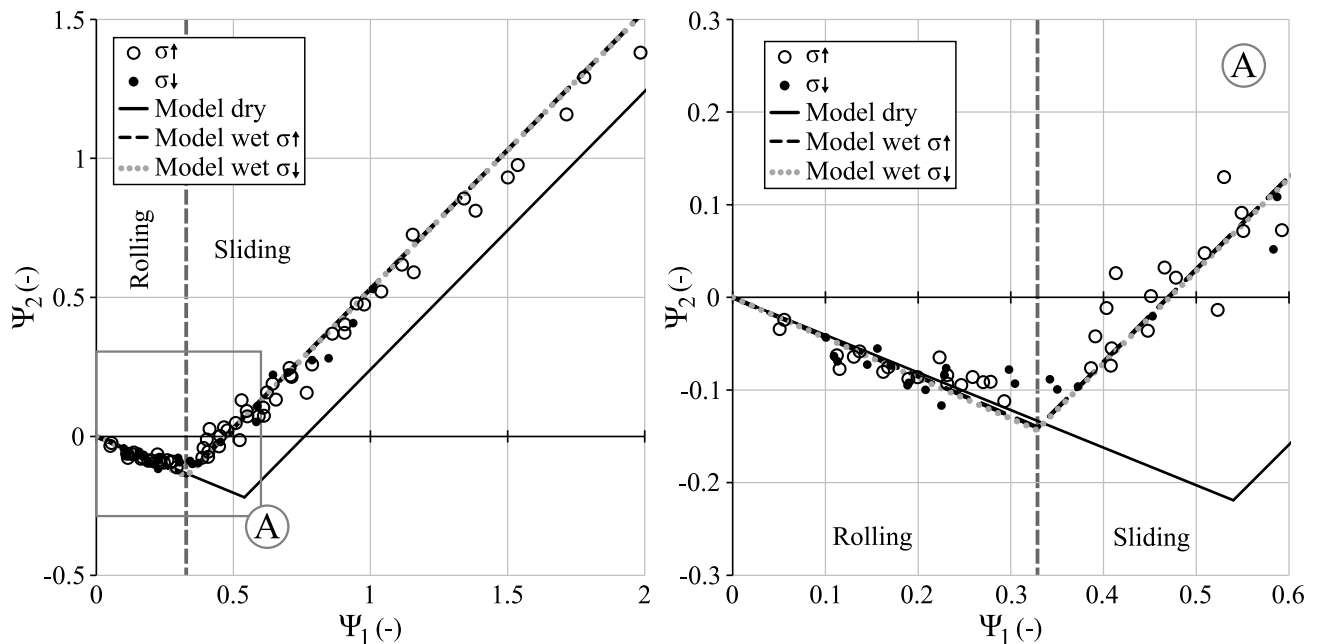 1.5
1
0.5
0
-0.5
Ψ2 (-)
σ↑
σ↓
Model dry
Model wet σ↑
Model wet σ↓
Rolling
Sliding
A
0 0.5 1 1.5 2
Ψ1 (-)
0.3
0.2
0.1
0
-0.1
-0.2
-0.3
Ψ2 (-)
σ↑
σ↓
Model dry
Model wet σ↑
Model wet σ↓
A
Rolling
Sliding
0 0.1 0.2 0.3 0.4 0.5 0.6
Ψ1 (-)